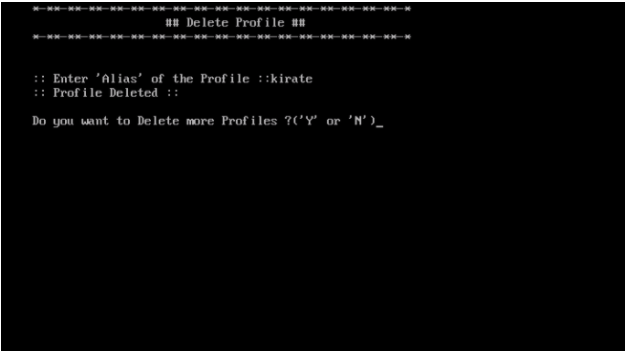 *-**-**-**-**-**-**-**-**-**-**-**-**-**-**-**-**-**-*
## Delete Profile ##
*-**-**-**-**-**-**-**-**-**-**-**-**-**-**-**-**-**-*
:: Enter 'Alias' of the Profile ::kirate
:: Profile Deleted ::
Do you want to Delete more Profiles ?('Y' or 'N')_